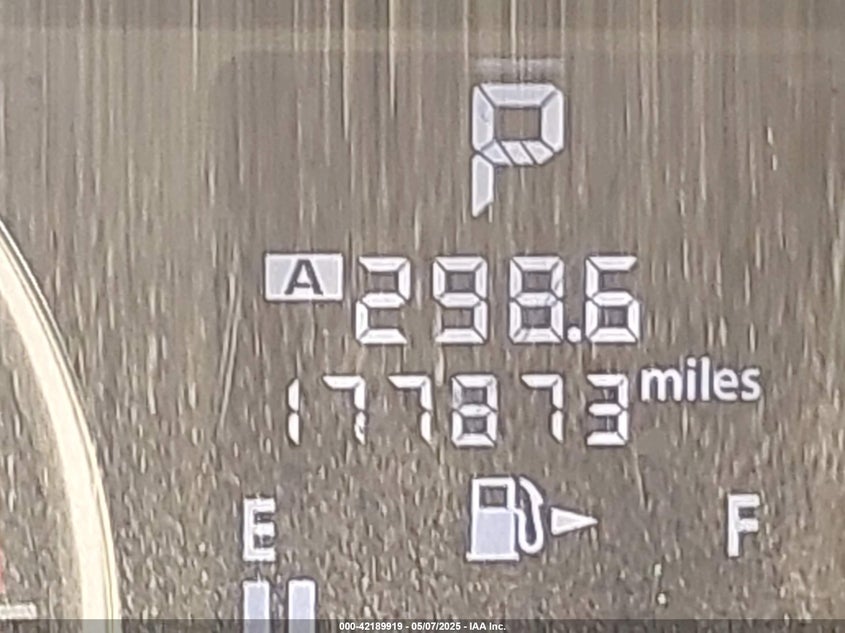 P
A 298.6
177873 miles
E F
000-42189919 - 05/07/2025 - IAA Inc.